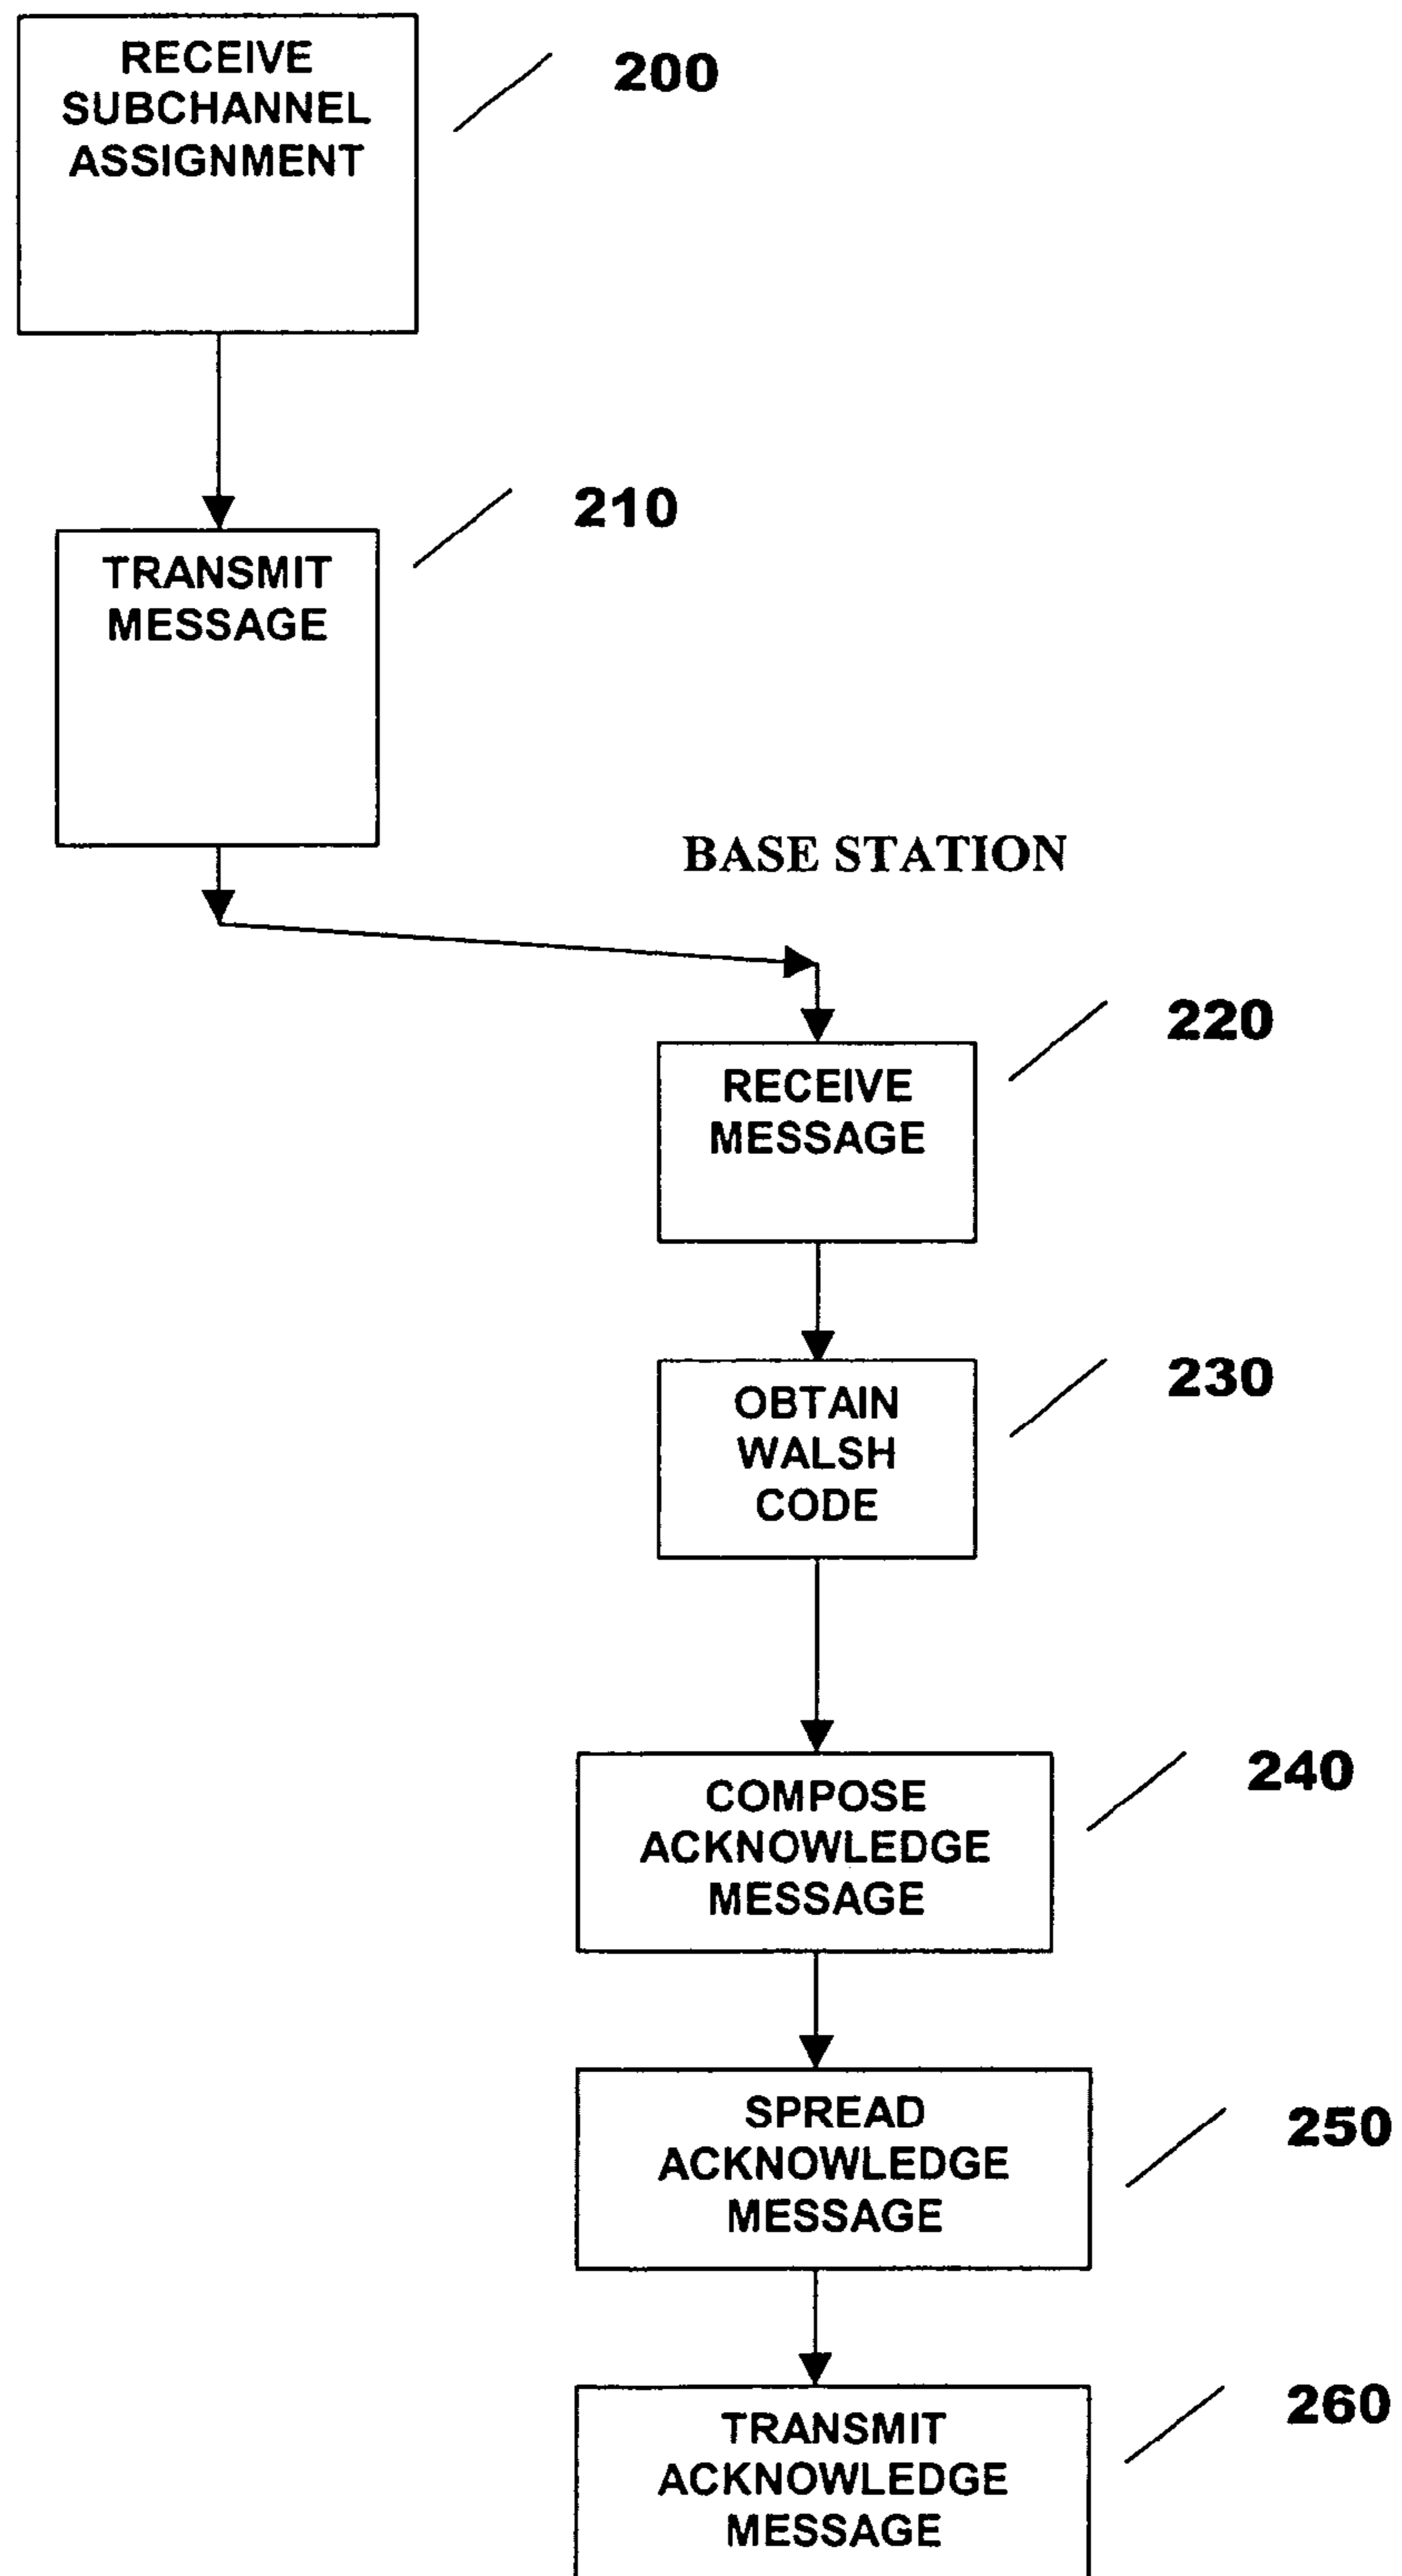 RECEIVE
SUBCHANNEL
ASSIGNMENT
200
TRANSMIT
MESSAGE
210
BASE STATION
RECEIVE
MESSAGE
220
OBTAIN
WALSH
CODE
230
COMPOSE
ACKNOWLEDGE
MESSAGE
240
SPREAD
ACKNOWLEDGE
MESSAGE
250
TRANSMIT
ACKNOWLEDGE
MESSAGE
260